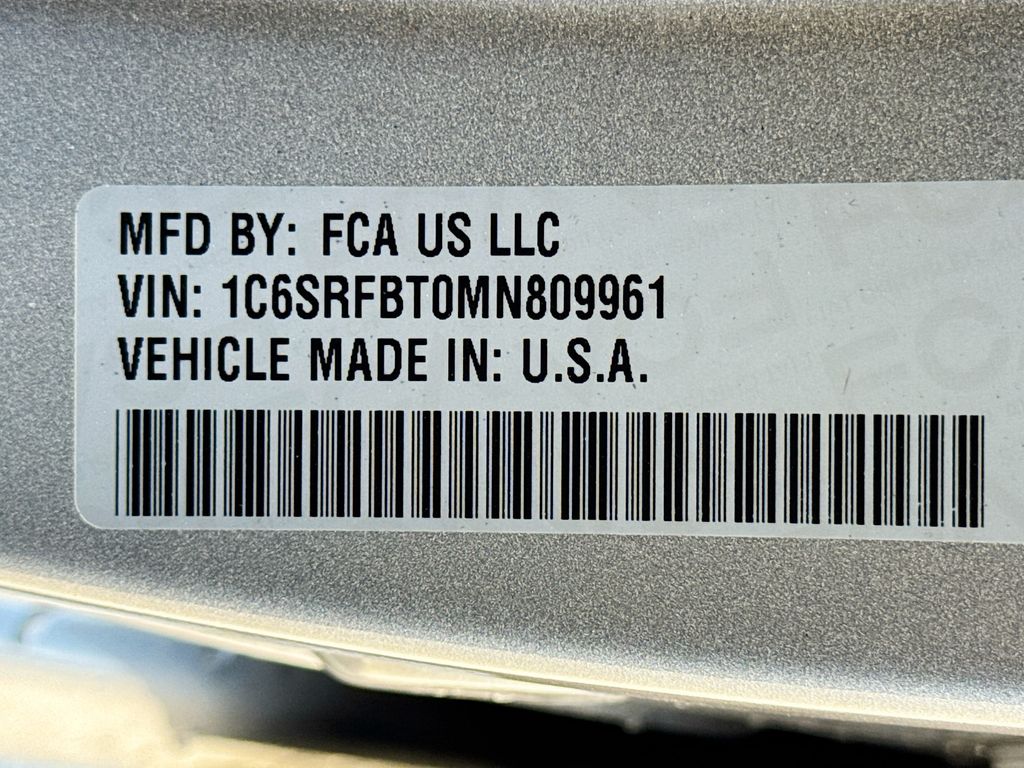 MFD BY: FCA US LLC
VIN: 1C6SRFBT0MN809961
VEHICLE MADE IN: U.S.A.